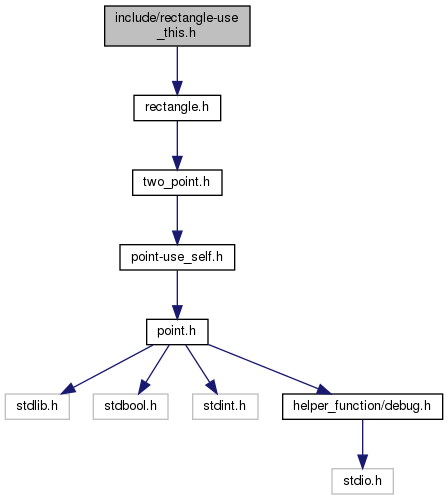 include/rectangle-use
_this.h
rectangle.h
two_point.h
point-use_self.h
point.h
stdlib.h
stdbool.h
stdint.h
helper_function/debug.h
stdio.h